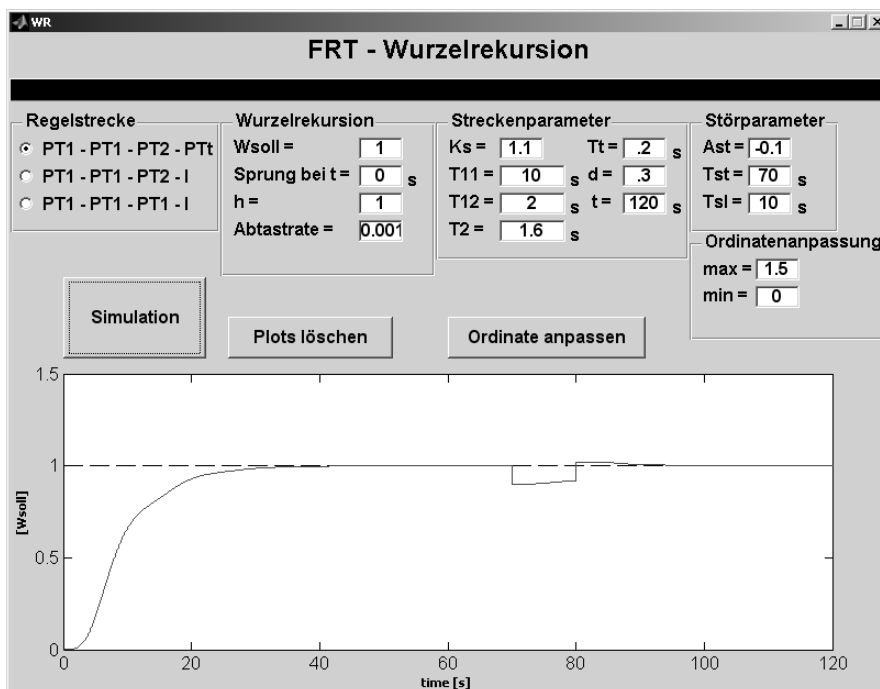 WR
FRT - Wurzelrekursion
Regelstrecke
PT1 - PT1 - PT2 - PTt
PT1 - PT1 - PT2 - I
PT1 - PT1 - PT1 - I
Wurzelrekursion
Wsoll = 1
Sprung bei t = 0 s
h = 1
Abtastrate = 0.001
Streckenparameter
Ks = 1.1 Tt = .2 s
T11 = 10 s d = .3
T12 = 2 s t = 120 s
T2 = 1.6 s
Störparameter
Ast = -0.1
Tst = 70 s
Tsl = 10 s
Ordinatenanpassung
max = 1.5
min = 0
Simulation
Plots löschen
Ordinate anpassen
1.5
1
0.5
0
[Wsoll]
0 20 40 60 80 100 120
time [s]